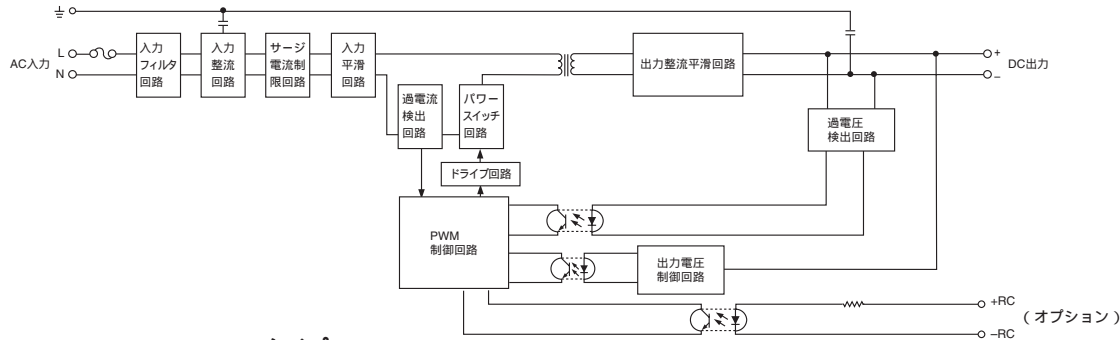 AC入力
L
N
入力
フィルタ
回路
入力
整流
回路
サージ
電流制
限回路
入力
平滑
回路
過電流
検出
回路
パワー
スイッチ
回路
ドライブ回路
出力整流平滑回路
+
DC出力
–
過電圧
検出回路
PWM
制御回路
出力電圧
制御回路
+RC
(オプション)
–RC